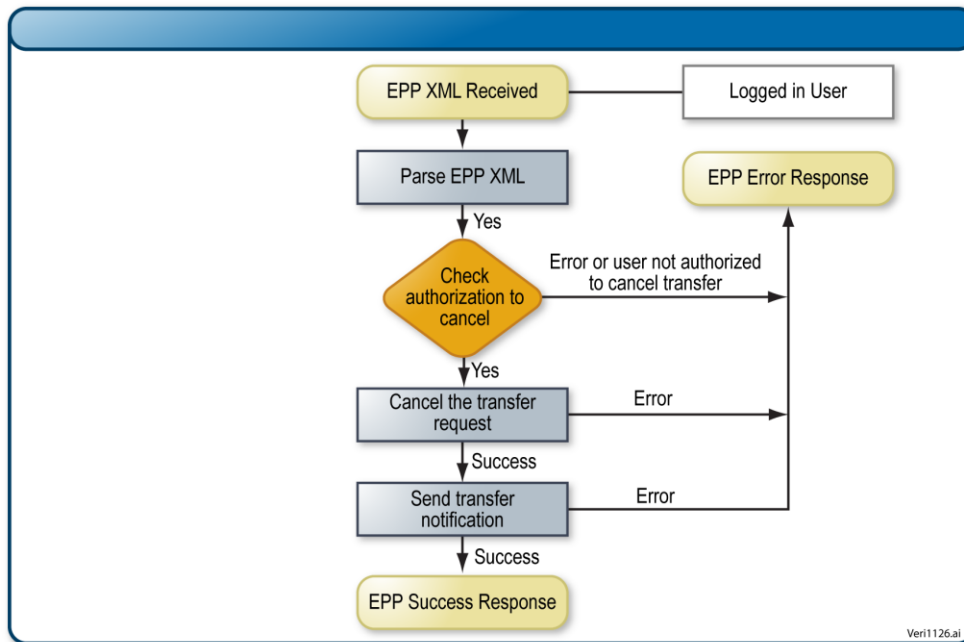 EPP XML Received
Logged in User
Parse EPP XML
EPP Error Response
Yes
Check
authorization to
cancel
Error or user not authorized
to cancel transfer
Yes
Cancel the transfer
request
Error
Success
Send transfer
notification
Error
Success
EPP Success Response
Veri1126.ai